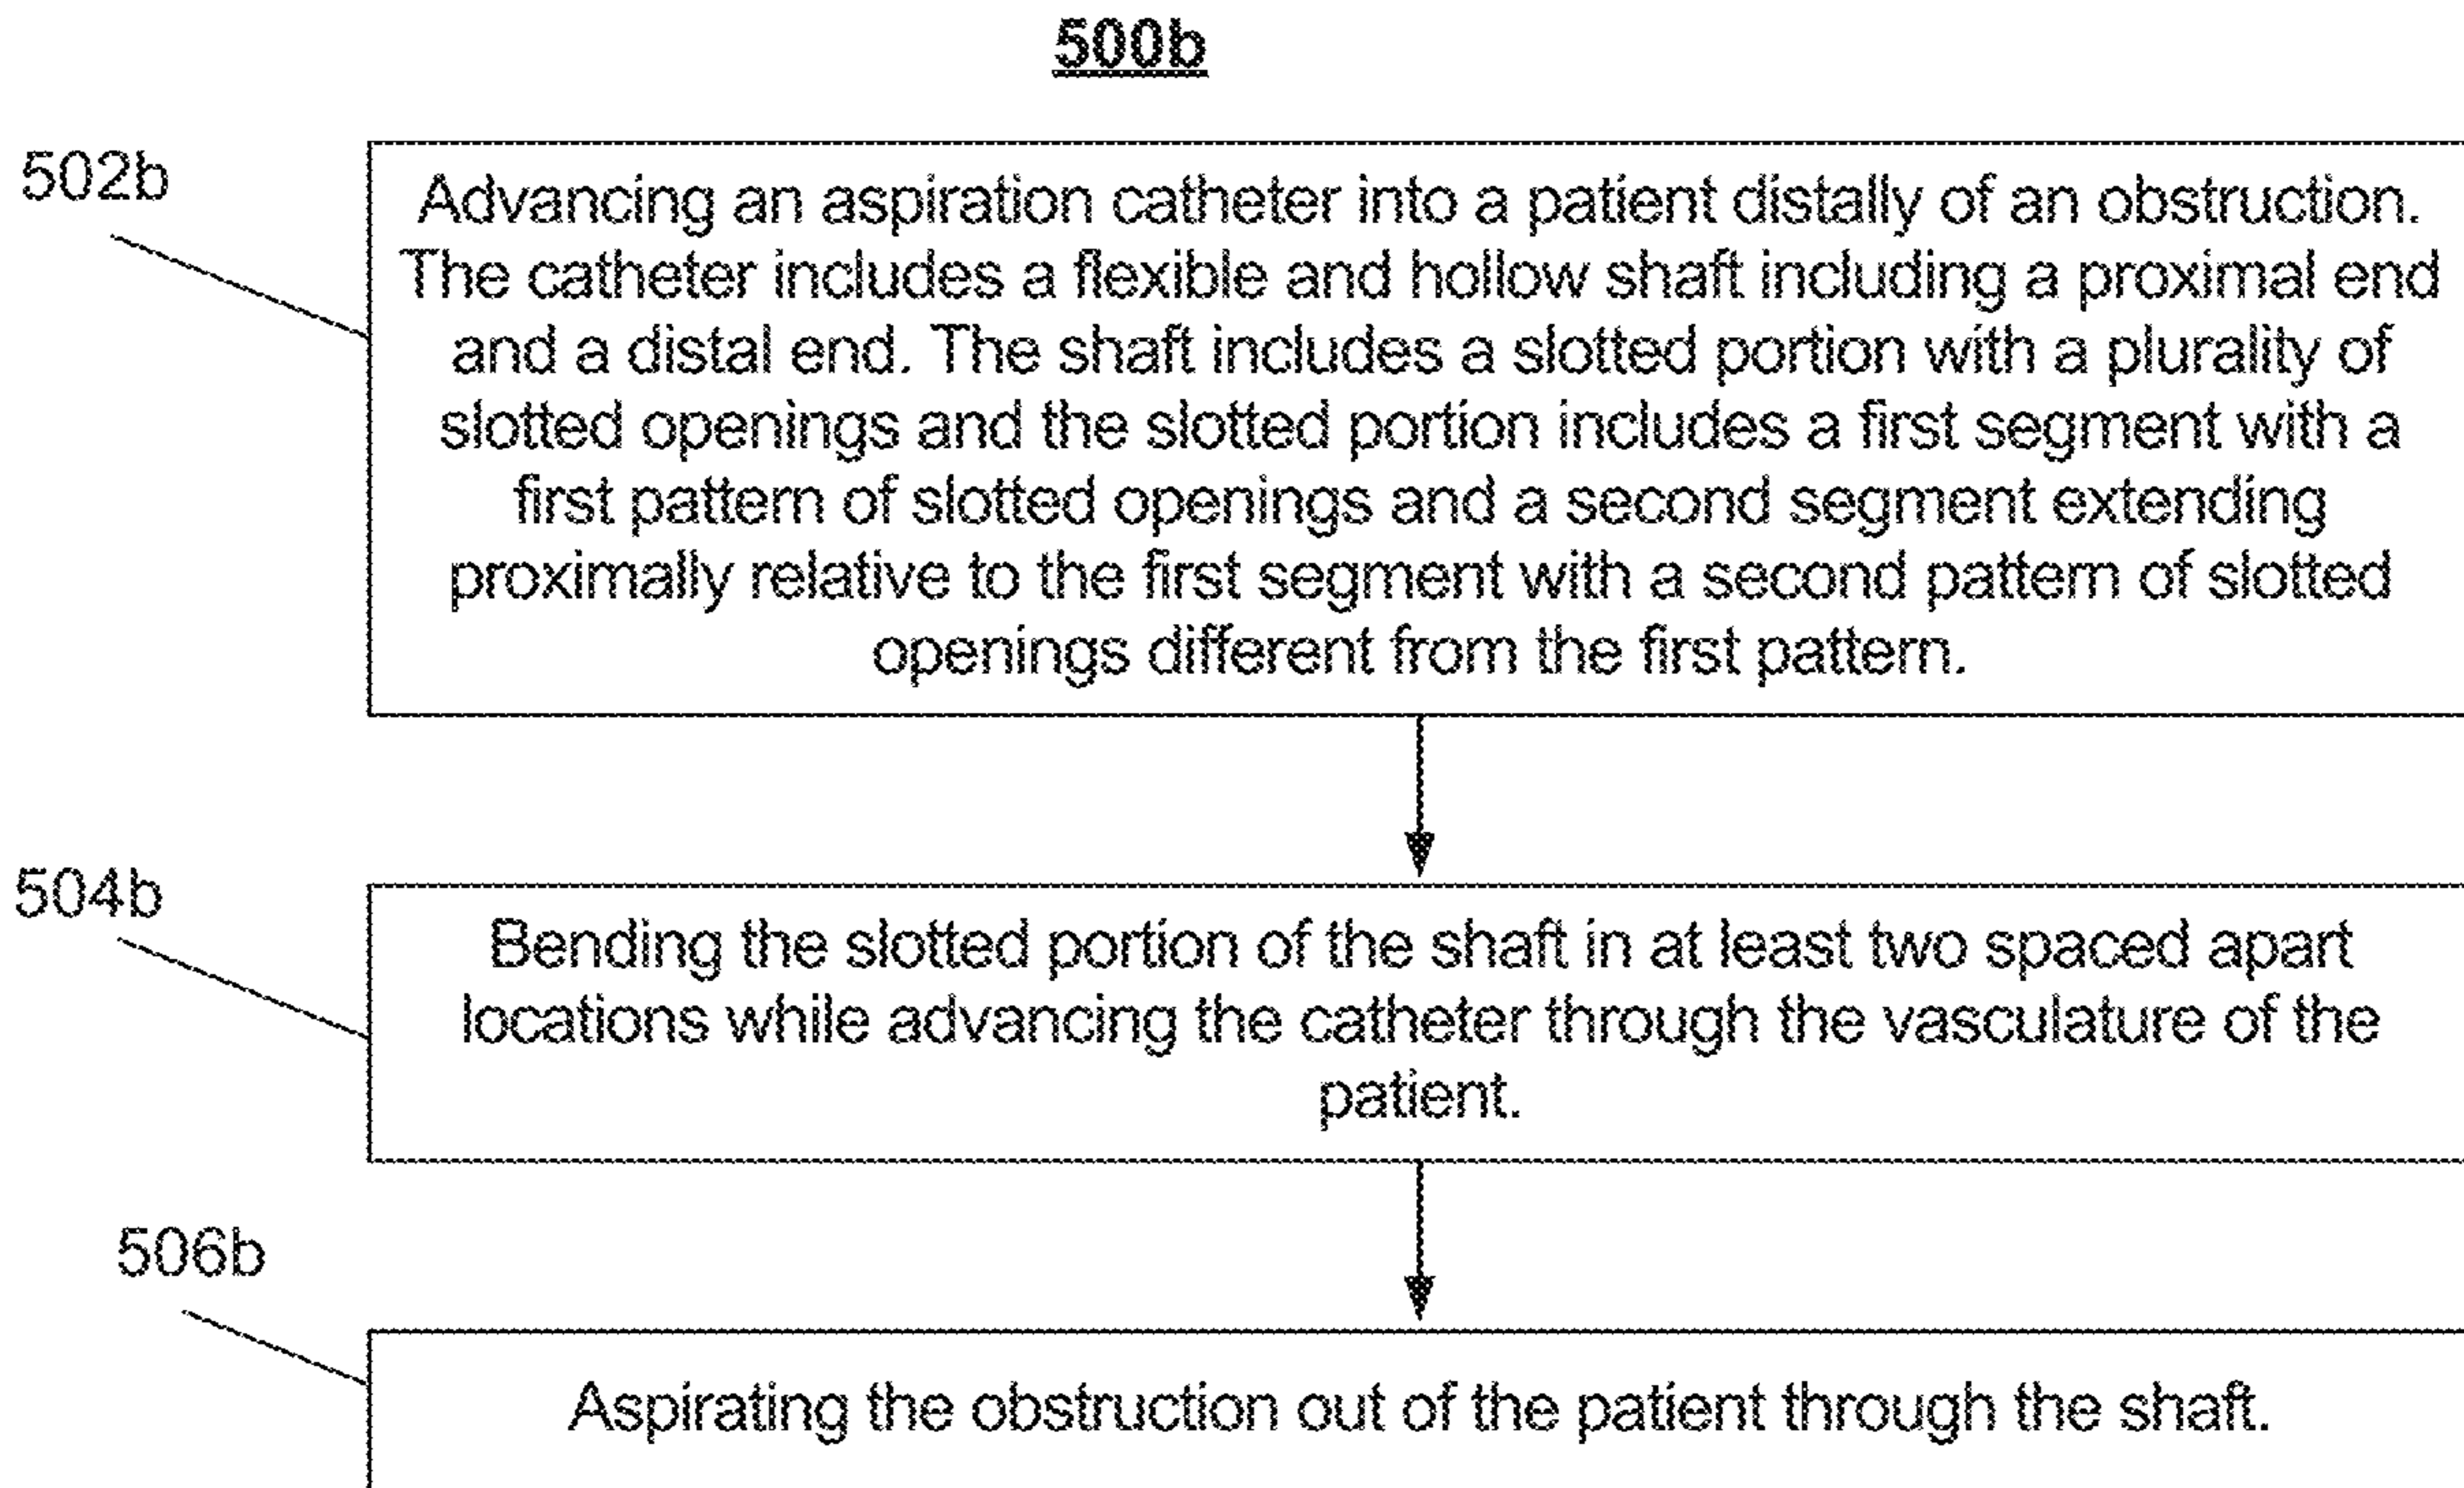 500b
502b
Advancing an aspiration catheter into a patient distally of an obstruction.
The catheter includes a flexible and hollow shaft including a proximal end
and a distal end. The shaft includes a slotted portion with a plurality of
slotted openings and the slotted portion includes a first segment with a
first pattern of slotted openings and a second segment extending
proximally relative to the first segment with a second pattern of slotted
openings different from the first pattern.
504b
Bending the slotted portion of the shaft in at least two spaced apart
locations while advancing the catheter through the vasculature of the
patient.
506b
Aspirating the obstruction out of the patient through the shaft.